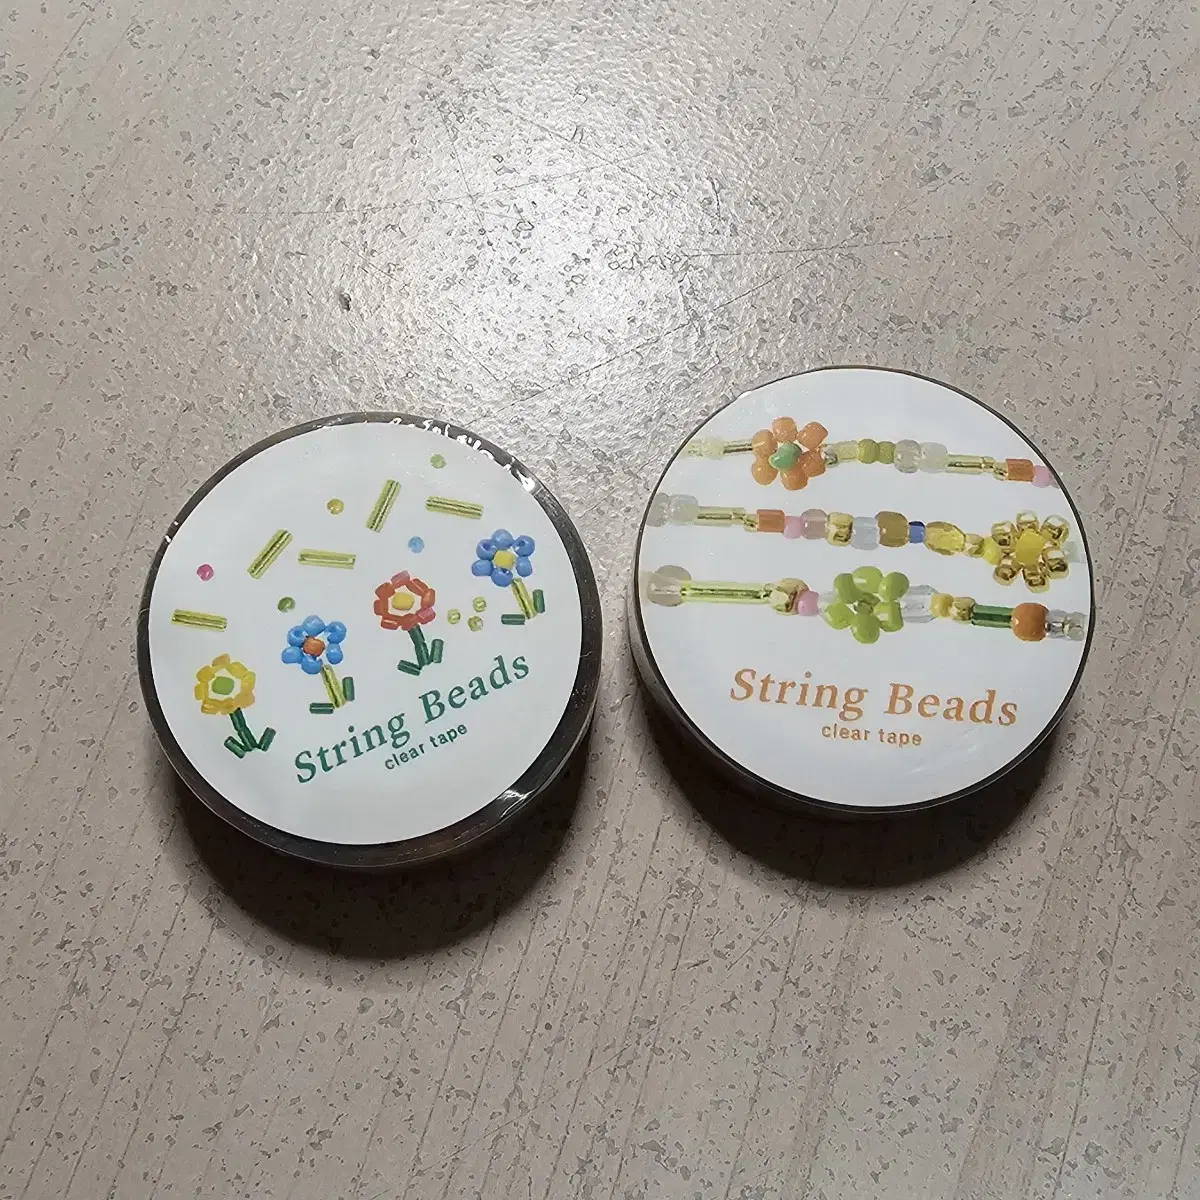 String Beads
clear tape
String Beads
clear tape